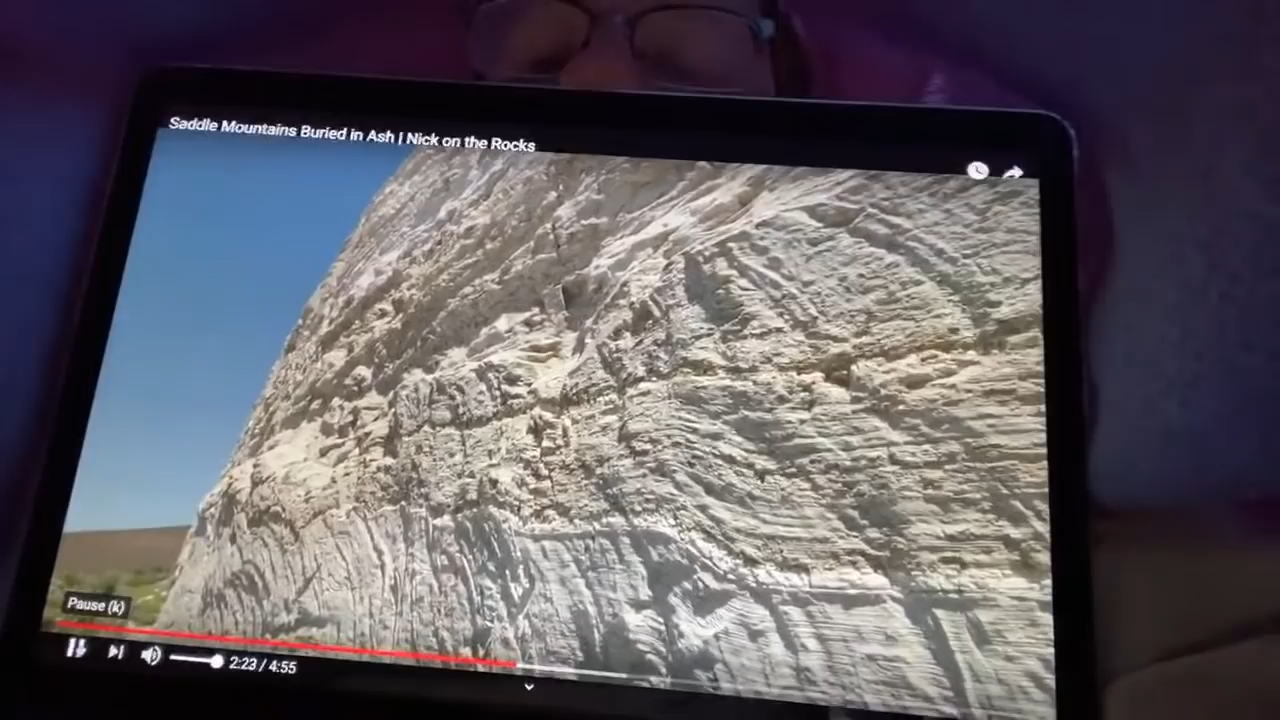 Saddle Mountains Buried in Ash | Nick on the Rocks
Pause (k)
2:23 / 4:55